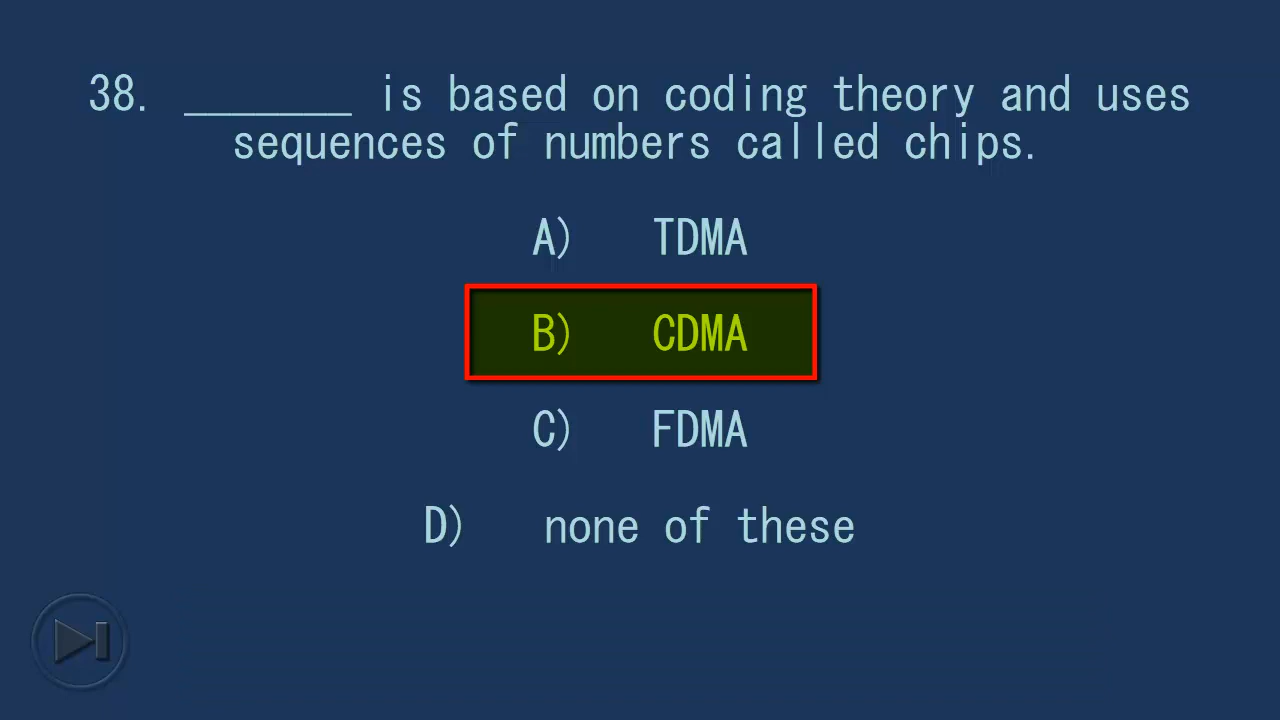 38. _______ is based on coding theory and uses
sequences of numbers called chips.
A) TDMA
B) CDMA
C) FDMA
D) none of these